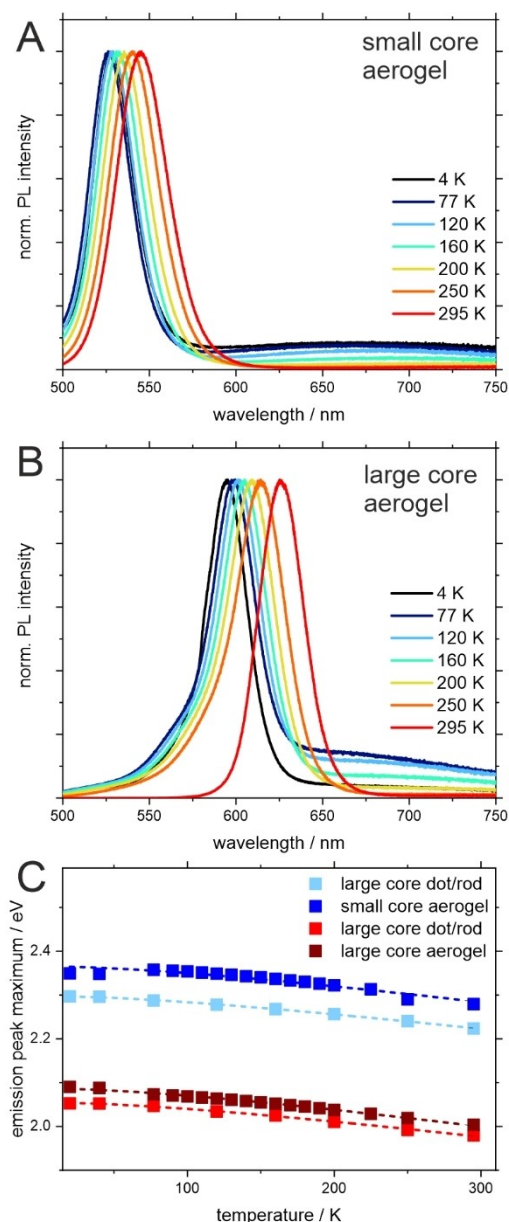 A
small core
aerogel
norm. PL intensity
4 K
77 K
120 K
160 K
200 K
250 K
295 K
500 550 600 650 700 750
wavelength / nm
B
large core
aerogel
norm. PL intensity
4 K
77 K
120 K
160 K
200 K
250 K
295 K
500 550 600 650 700 750
wavelength / nm
C
large core dot/rod
small core aerogel
large core dot/rod
large core aerogel
emission peak maximum / eV
2.4
2.2
2.0
100 200 300
temperature / K